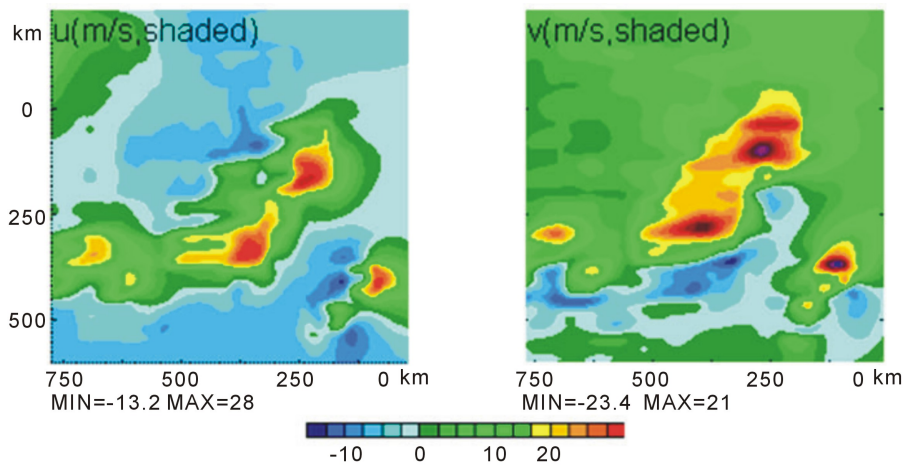 km u(m/s,shaded) v(m/s,shaded)
0
250
500
750 500 250 0 km 750 500 250 0 km
MIN=-13.2 MAX=28 MIN=-23.4 MAX=21
-10 0 10 20